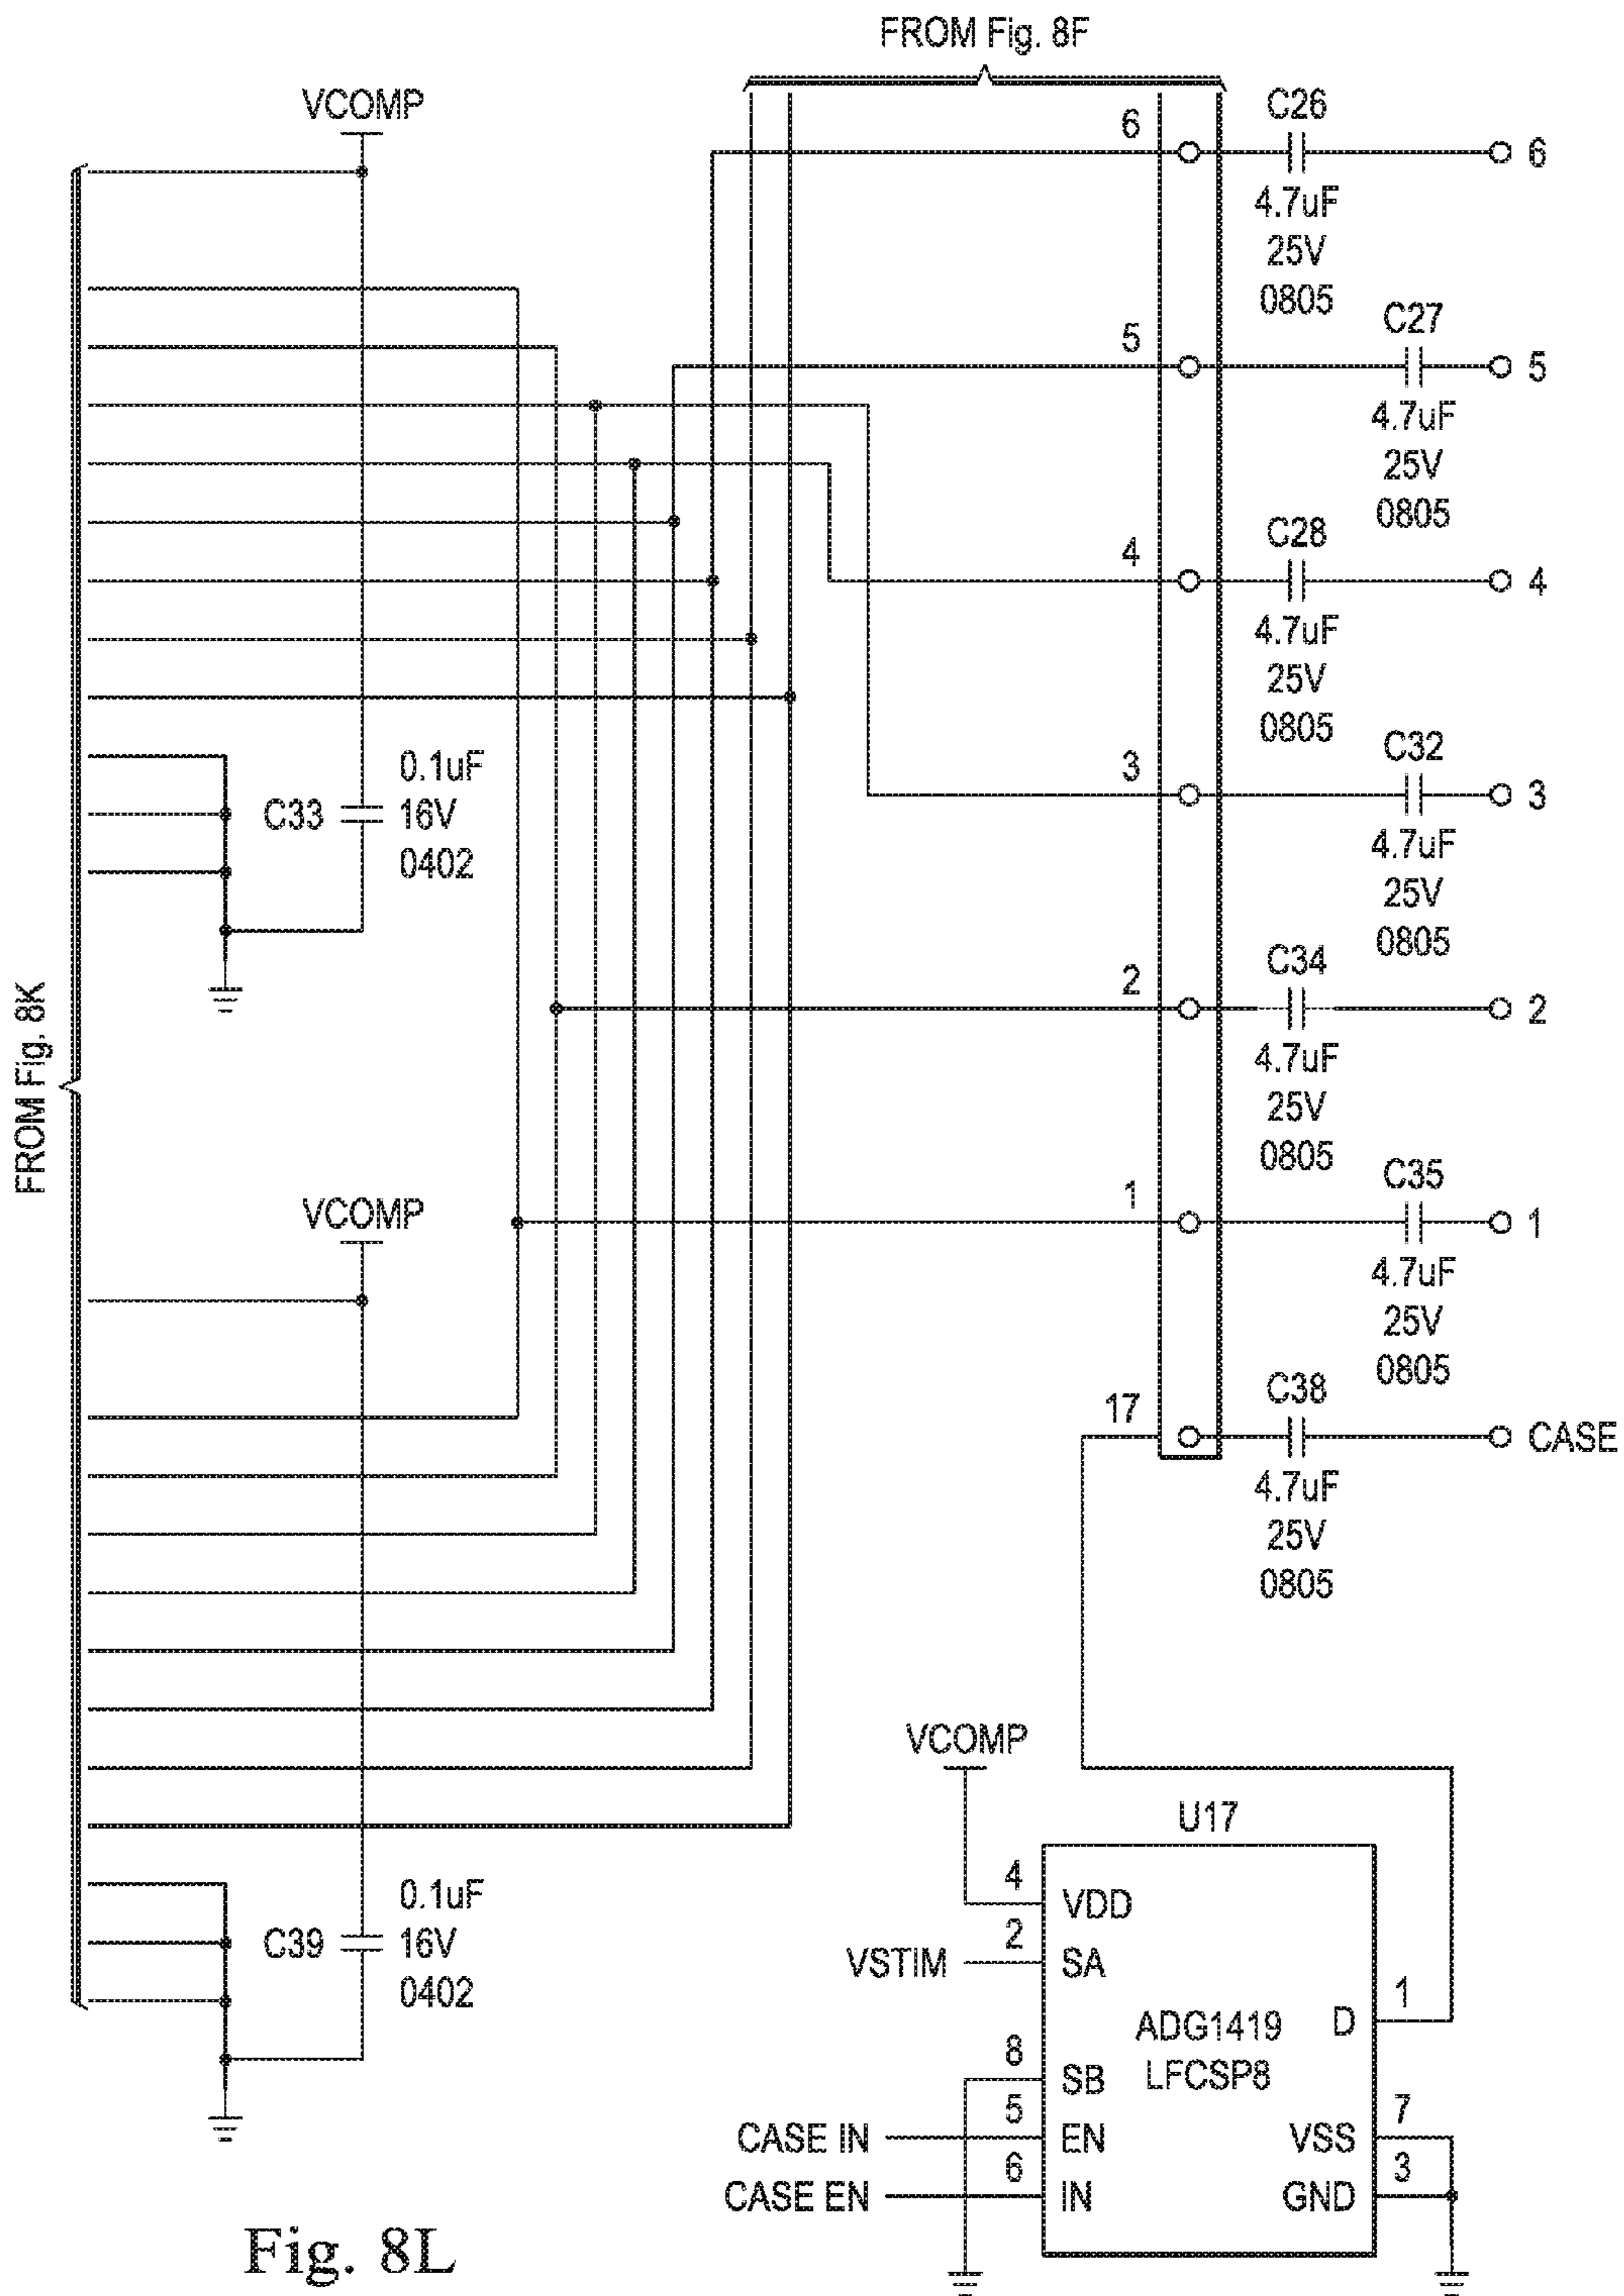 FROM Fig. 8F
VCOMP
6
C26
6
4.7uF
25V
0805
5
C27
5
4.7uF
25V
0805
4
C28
4
4.7uF
25V
0805
C33
0.1uF
16V
0402
3
C32
3
4.7uF
25V
0805
FROM Fig. 8K
2
C34
2
4.7uF
25V
0805
VCOMP
1
C35
1
4.7uF
25V
0805
17
C38
CASE
4.7uF
25V
0805
C39
0.1uF
16V
0402
VCOMP
U17
4
VDD
2
VSTIM
SA
ADG1419
LFCSP8
1
D
8
SB
5
CASE IN
EN
7
VSS
6
CASE EN
IN
3
GND
Fig. 8L